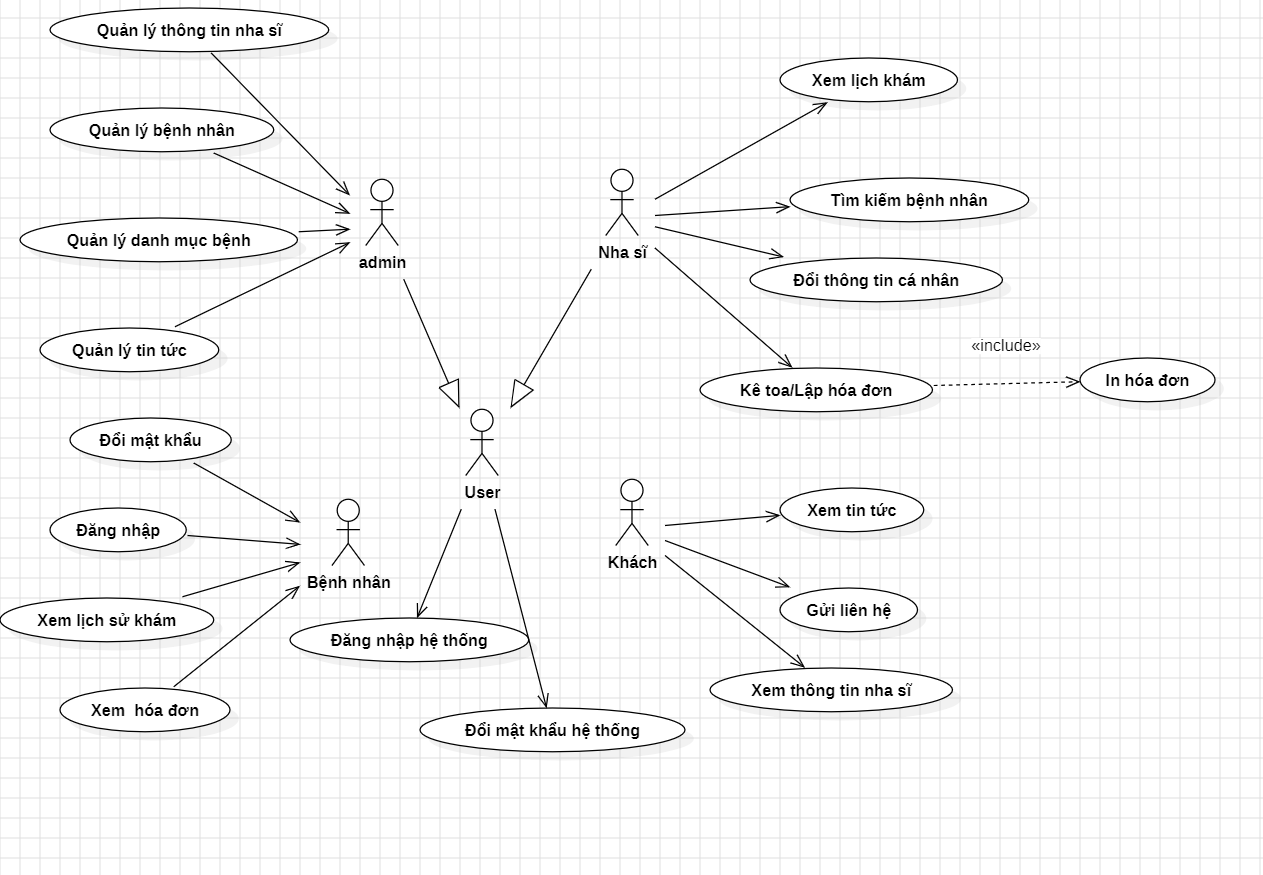 Quản lý thông tin nha sĩ
Xem lịch khám
Quản lý bệnh nhân
Tìm kiếm bệnh nhân
Quản lý danh mục bệnh
Nha sĩ
admin
Đổi thông tin cá nhân
Quản lý tin tức
«include»
Kê toa/Lập hóa đơn
In hóa đơn
Đổi mật khẩu
User
Xem tin tức
Đăng nhập
Khách
Bệnh nhân
Gửi liên hệ
Xem lịch sử khám
Đăng nhập hệ thống
Xem thông tin nha sĩ
Xem  hóa đơn
Đổi mật khẩu hệ thống